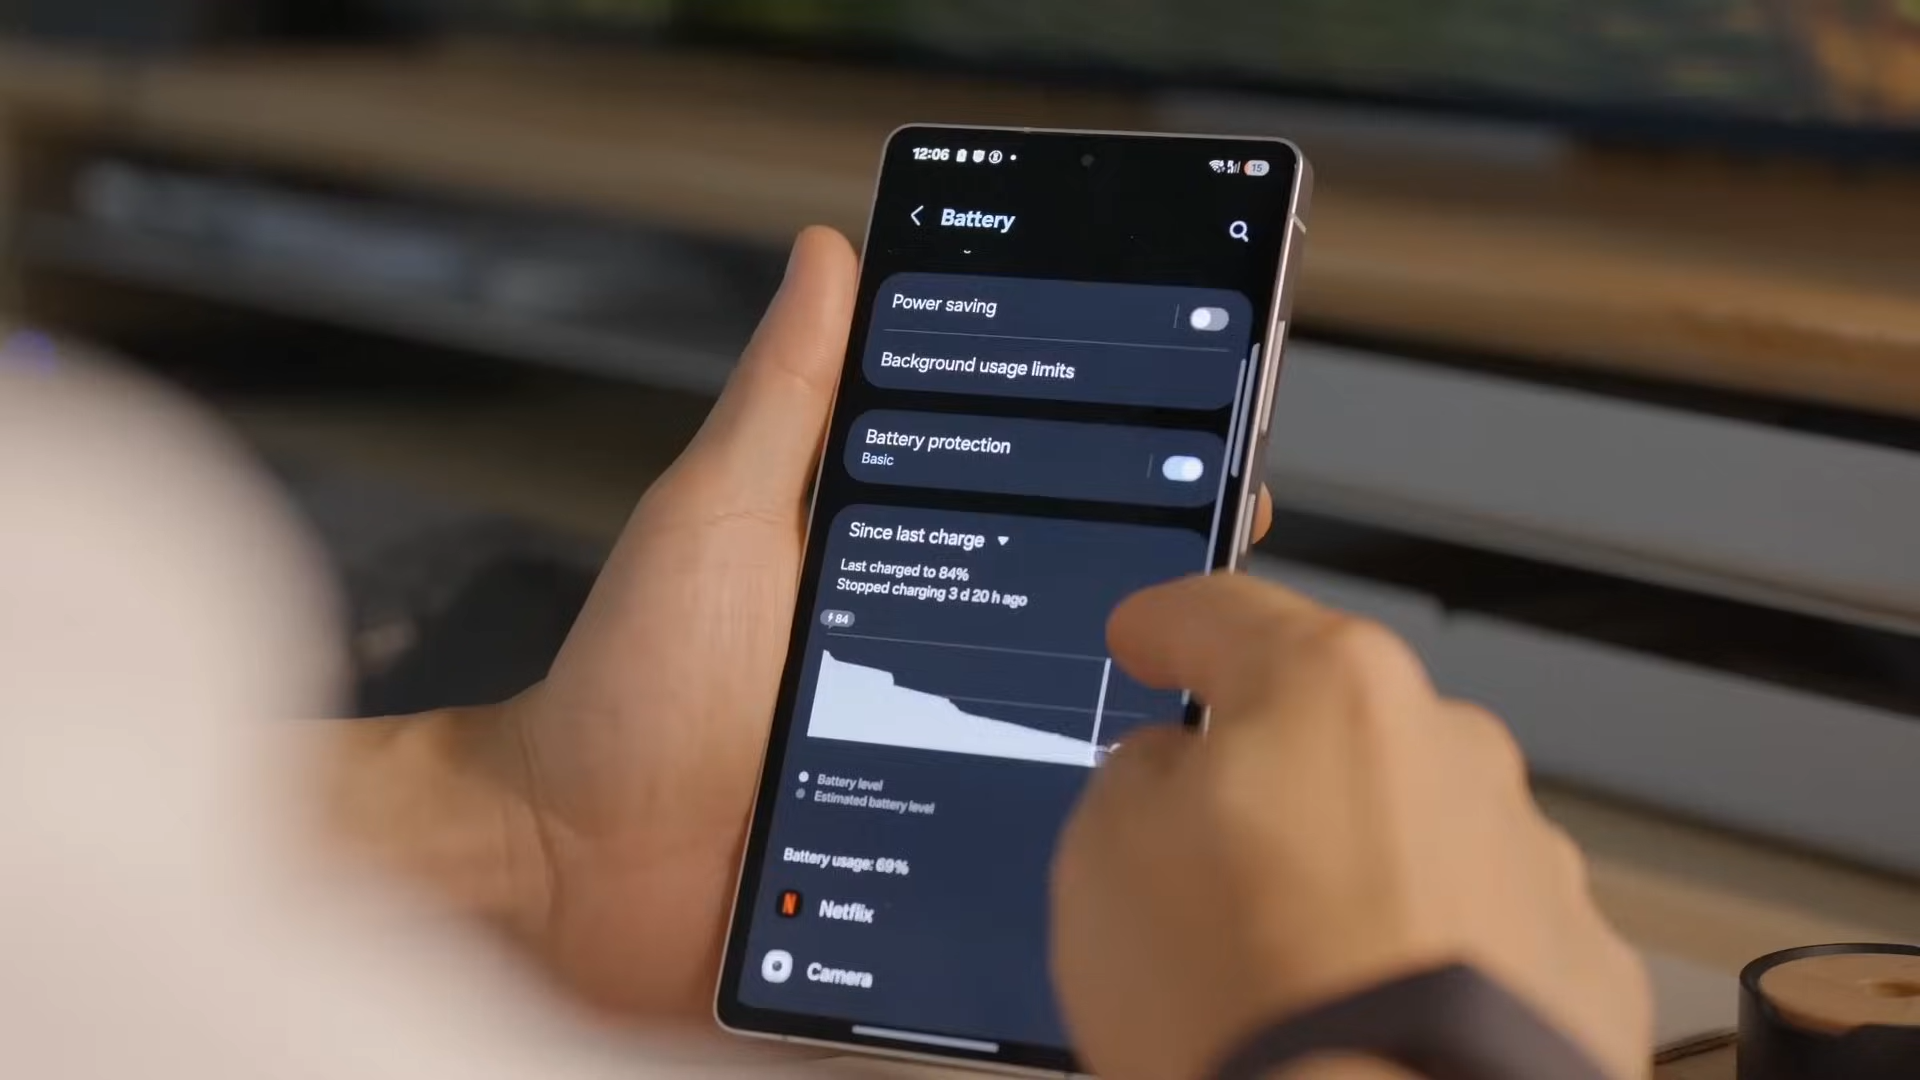 12:06
15
Battery
Power saving
Background usage limits
Battery protection
Basic
Since last charge
Last charged to 84%
Stopped charging 3 d 20 h ago
84
Battery level
Estimated battery level
Battery usage: 69%
N
Netflix
Camera